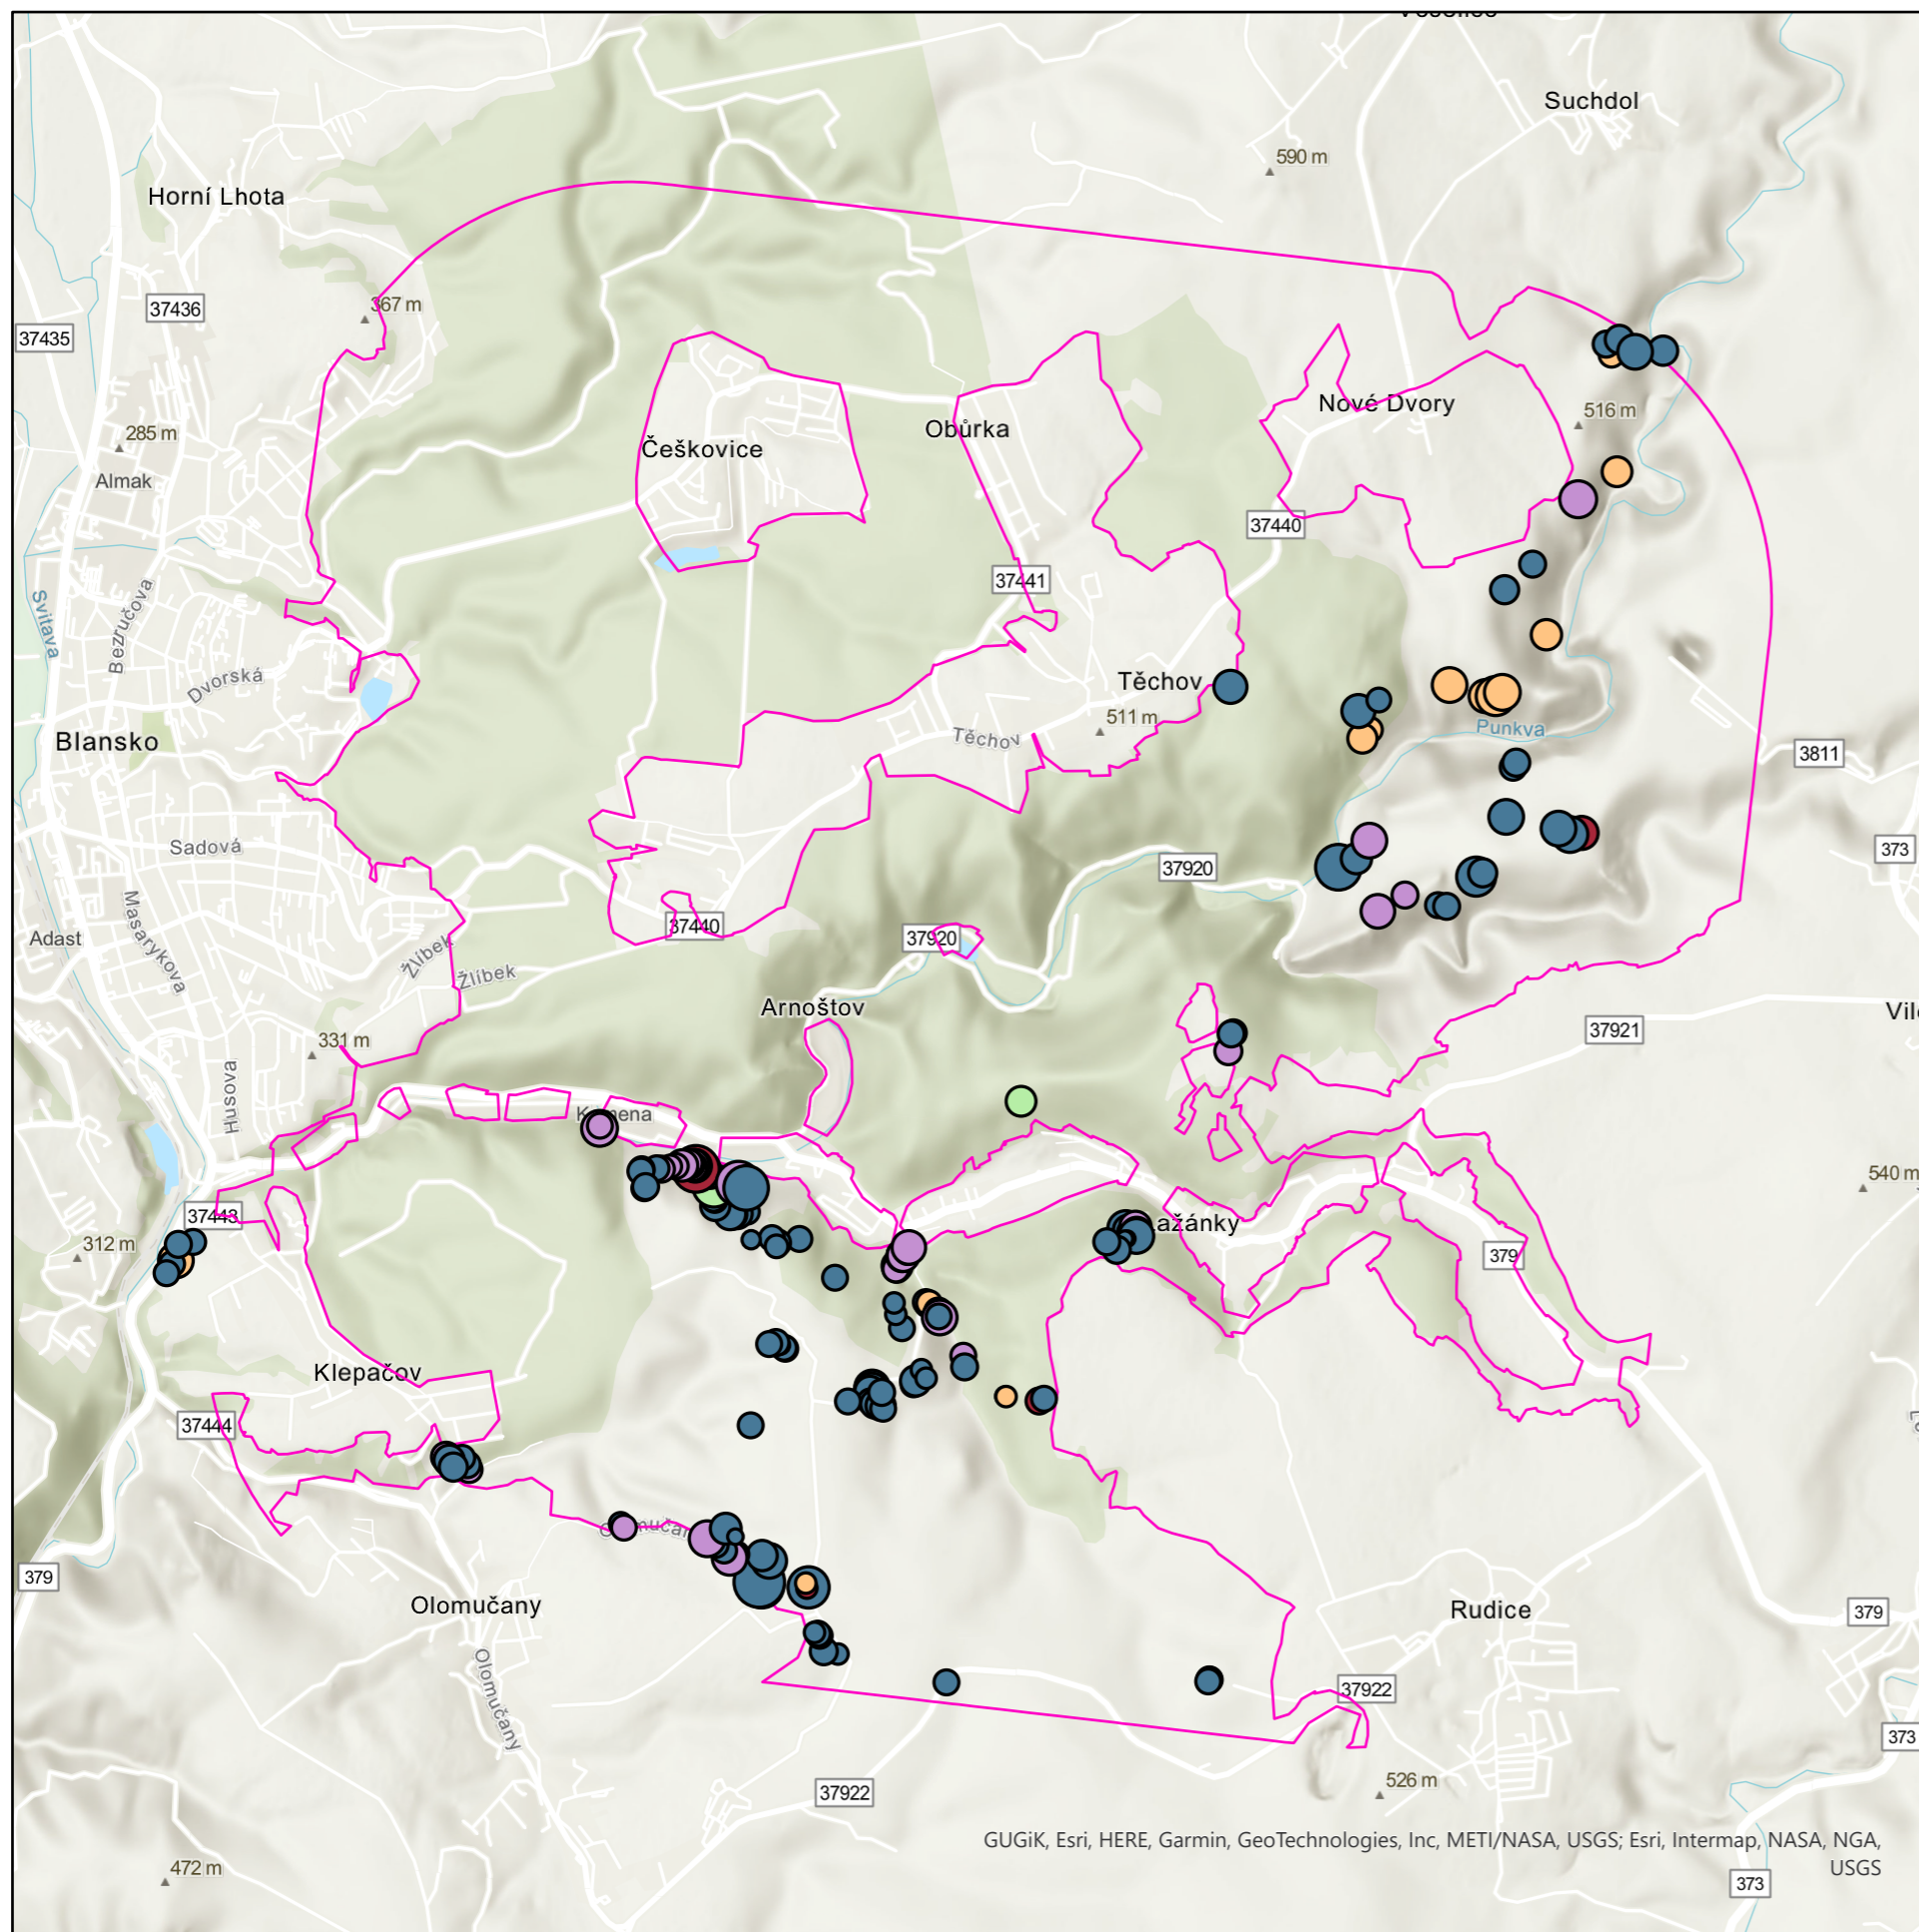 Suchdol
590 m
Horní Lhota
367 m
37436
37435
Nové Dvory
516 m
Obůrka
285 m
Češkovice
Almak
37440
37441
Svitava
Bezručova
Dvorská
Těchov
511 m
Těchov
Punkva
Blansko
3811
Sadová
373
37920
Masarykova
37440
37920
Adast
Žlíbek
Žlíbek
Arnoštov
37921
331 m
Husova
540 m
37443
312 m
379
Klepačov
37444
379
Olomučany
Rudice
379
Olomučany
37922
373
526 m
37922
GUGiK, Esri, HERE, Garmin, GeoTechnologies, Inc, METI/NASA, USGS; Esri, Intermap, NASA, NGA,
USGS
472 m
373